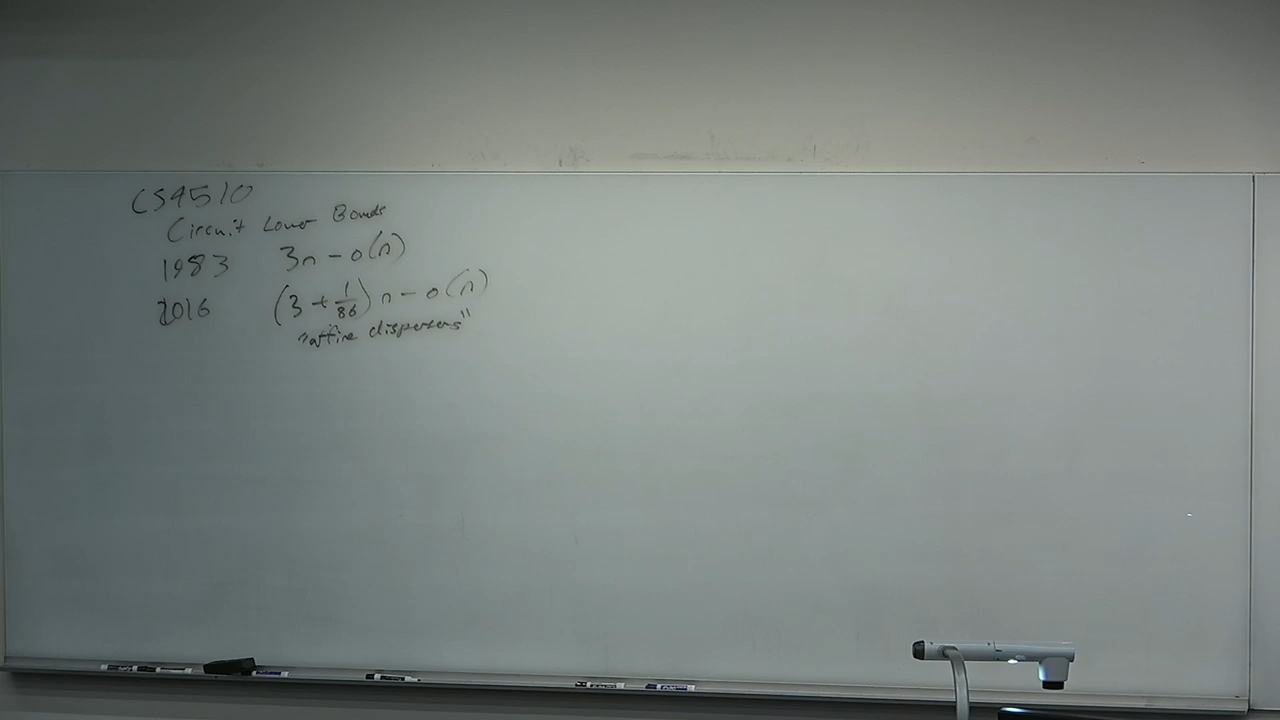 CS4510
Circuit Lower Bounds
1983 3n - o(n)
2016 (3 + 1/86) n - o(n)
"affine dispersers"